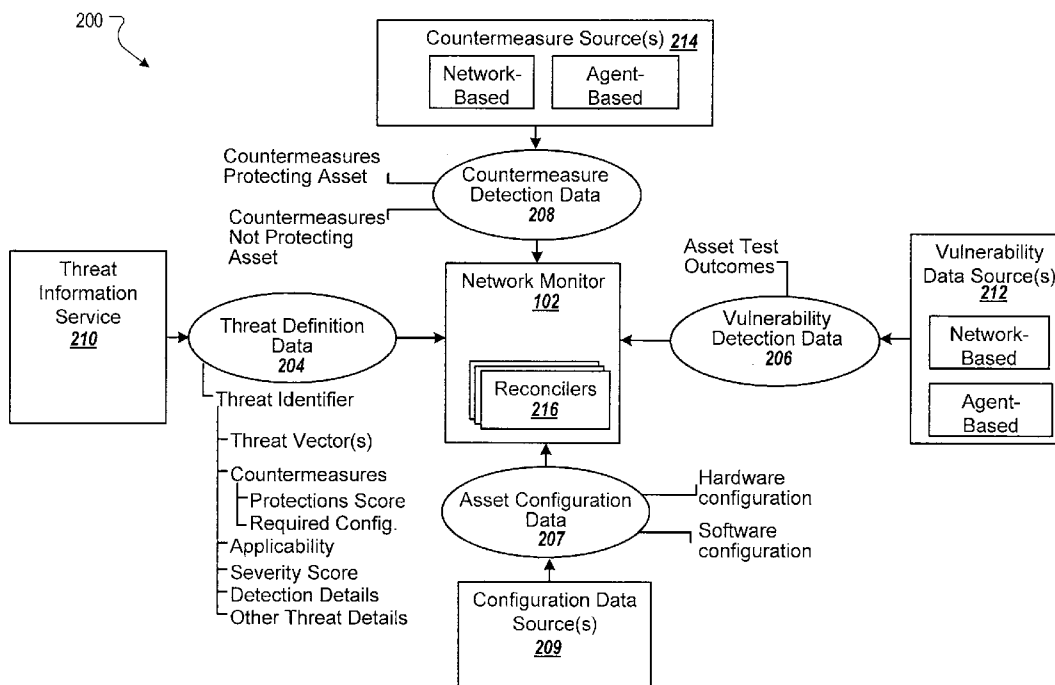 200
Countermeasure Source(s) 214
Network-
Based
Agent-
Based
Countermeasures
Protecting Asset
Countermeasure
Detection Data
208
Countermeasures
Not Protecting
Asset
Threat
Information
Service
210
Threat Definition
Data
204
Network Monitor
102
Reconcilers
216
Asset Test
Outcomes
Vulnerability
Detection Data
206
Vulnerability
Data Source(s)
212
Network-
Based
Agent-
Based
Threat Identifier
Threat Vector(s)
Countermeasures
Protections Score
Required Config.
Applicability
Severity Score
Detection Details
Other Threat Details
Asset Configuration
Data
207
Hardware
configuration
Software
configuration
Configuration Data
Source(s)
209